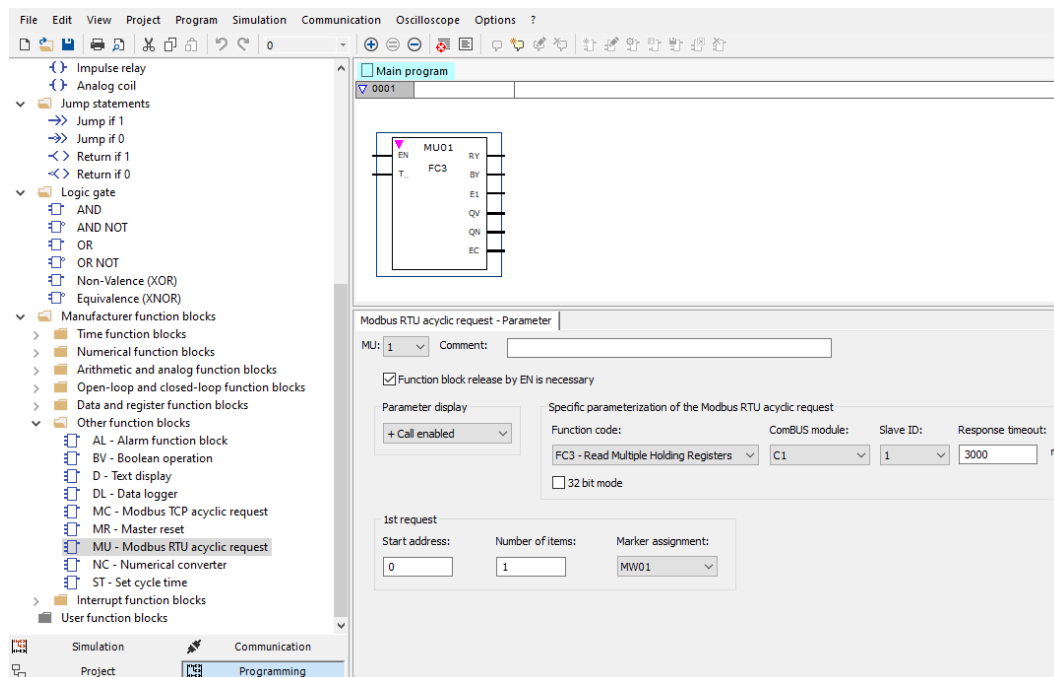 File Edit View Project Program Simulation Communication Oscilloscope Options ?
0
Impulse relay
Analog coil
Jump statements
Jump if 1
Jump if 0
Return if 1
Return if 0
Logic gate
AND
AND NOT
OR
OR NOT
Non-Valence (XOR)
Equivalence (XNOR)
Manufacturer function blocks
Time function blocks
Numerical function blocks
Arithmetic and analog function blocks
Open-loop and closed-loop function blocks
Data and register function blocks
Other function blocks
AL - Alarm function block
BV - Boolean operation
D - Text display
DL - Data logger
MC - Modbus TCP acyclic request
MR - Master reset
MU - Modbus RTU acyclic request
NC - Numerical converter
ST - Set cycle time
Interrupt function blocks
User function blocks
Simulation Communication
Project Programming
Main program
0001
MU01
EN RY
FC3
T_ BY
E1
QV
QN
EC
Modbus RTU acyclic request - Parameter
MU: 1 Comment:
Function block release by EN is necessary
Parameter display
+ Call enabled
Specific parameterization of the Modbus RTU acyclic request
Function code: ComBUS module: Slave ID: Response timeout:
FC3 - Read Multiple Holding Registers C1 1 3000
32 bit mode
1st request
Start address: Number of items: Marker assignment:
0 1 MW01